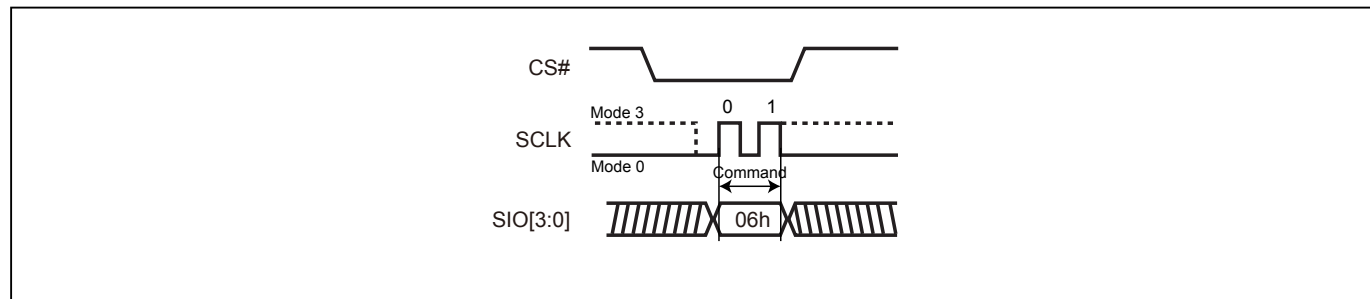 CS#
Mode 3
0 1
SCLK
Mode 0
Command
SIO[3:0]
06h